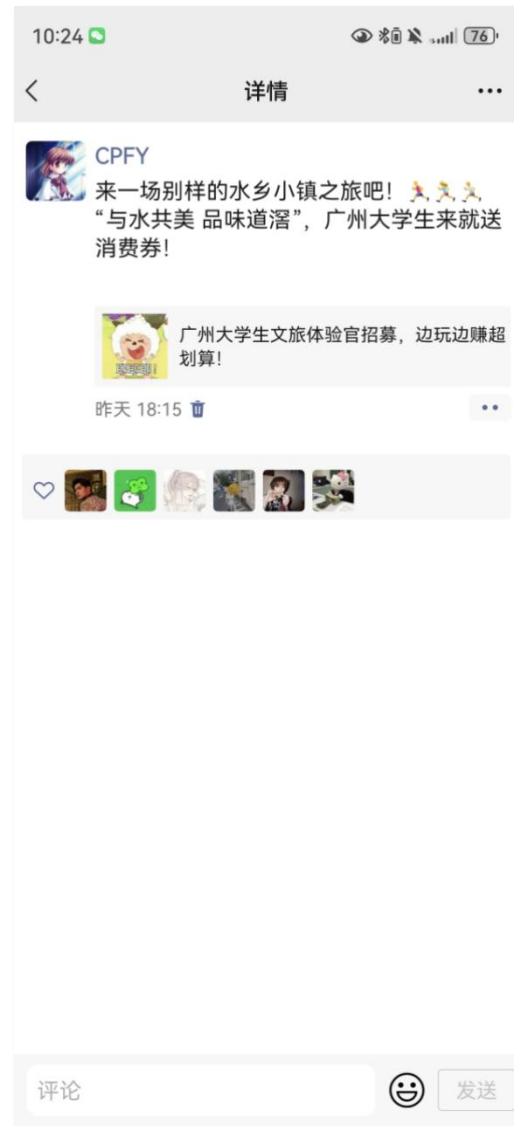 10:24
76
详情
CPFY
来一场别样的水乡小镇之旅吧！
“与水共美 品味道滘”，广州大学生来就送
消费券！
广州大学生文旅体验官招募，边玩边赚超
划算！
昨天 18:15
评论
发送